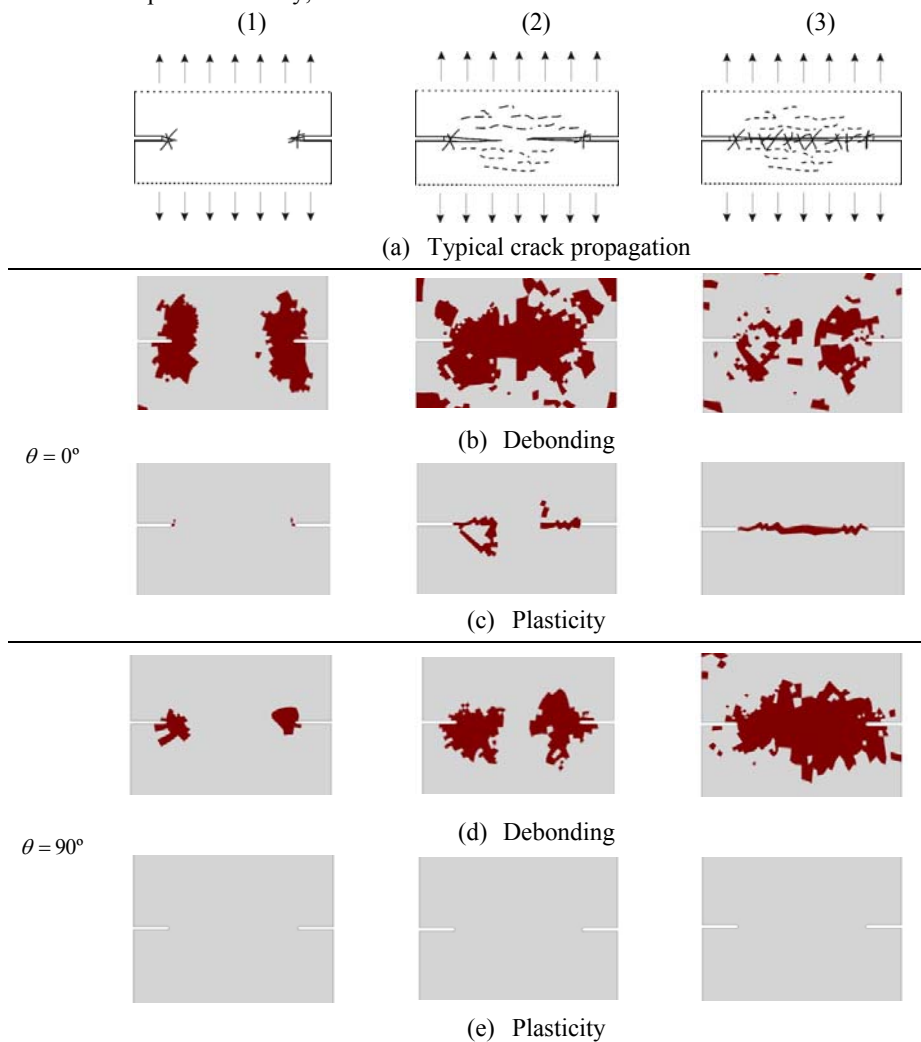 (1) (2) (3)
(a) Typical crack propagation
(b) Debonding
θ = 0º
(c) Plasticity
(d) Debonding
θ = 90º
(e) Plasticity